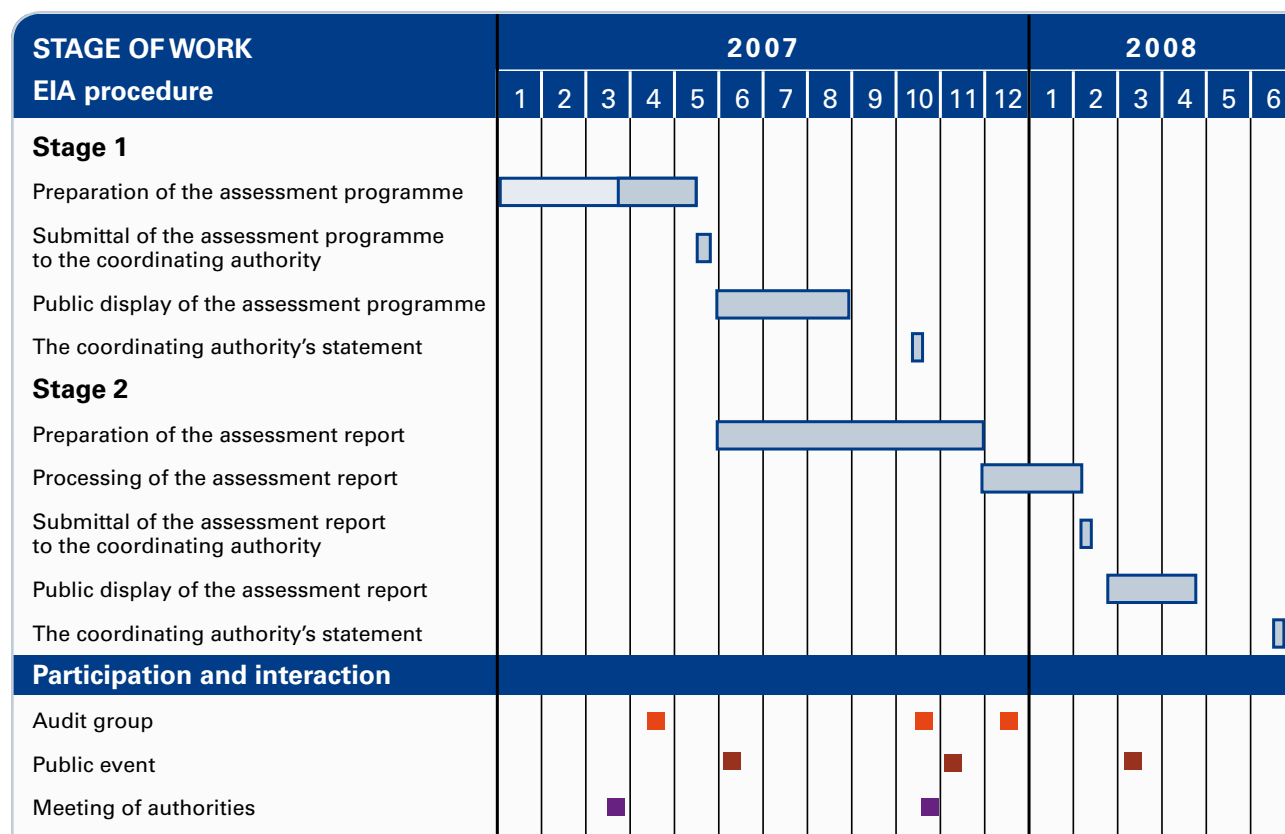 STAGE OF WORK 2007 2008
EIA procedure 1 2 3 4 5 6 7 8 9 10 11 12 1 2 3 4 5 6
Stage 1
Preparation of the assessment programme
Submittal of the assessment programme
to the coordinating authority
Public display of the assessment programme
The coordinating authority’s statement
Stage 2
Preparation of the assessment report
Processing of the assessment report
Submittal of the assessment report
to the coordinating authority
Public display of the assessment report
The coordinating authority’s statement
Participation and interaction
Audit group
Public event
Meeting of authorities